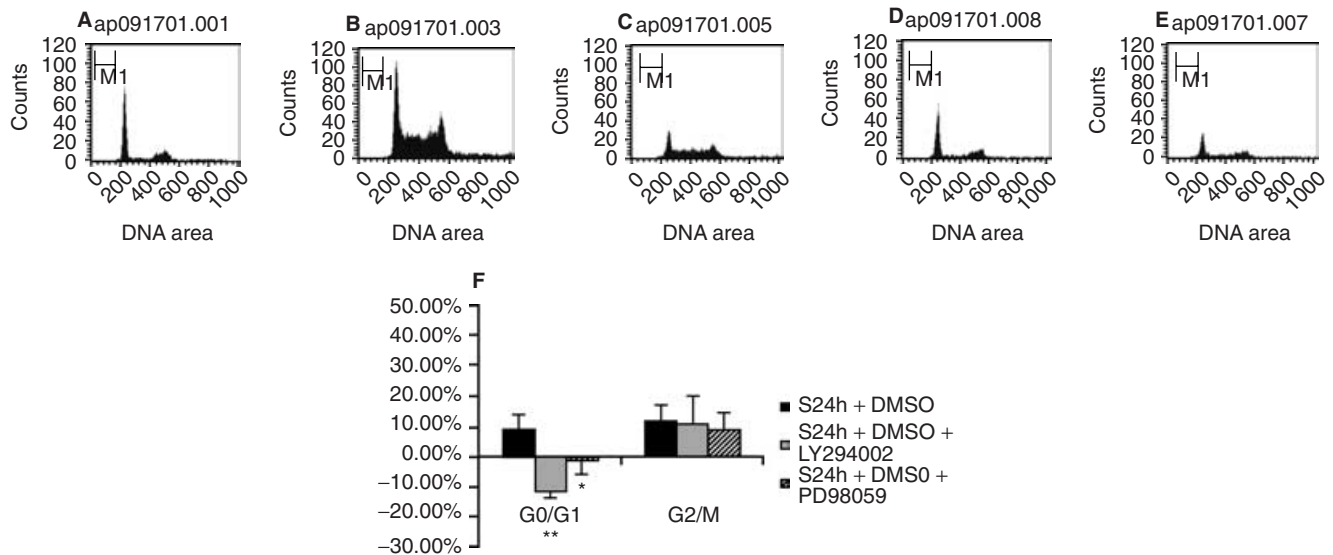 A ap091701.001
120
100
80
60
40
20
0
M1
Counts
0 200 400 600 800 1000
DNA area
B ap091701.003
120
100
80
60
40
20
0
M1
Counts
0 200 400 600 800 1000
DNA area
C ap091701.005
120
100
80
60
40
20
0
M1
Counts
0 200 400 600 800 1000
DNA area
D ap091701.008
120
100
80
60
40
20
0
M1
Counts
0 200 400 600 800 1000
DNA area
E ap091701.007
120
100
80
60
40
20
0
M1
Counts
0 200 400 600 800 1000
DNA area
F
50.00%
40.00%
30.00%
20.00%
10.00%
0.00%
−10.00%
−20.00%
−30.00%
*
G0/G1
**
G2/M
S24h + DMSO
S24h + DMSO +
LY294002
S24h + DMS0 +
PD98059